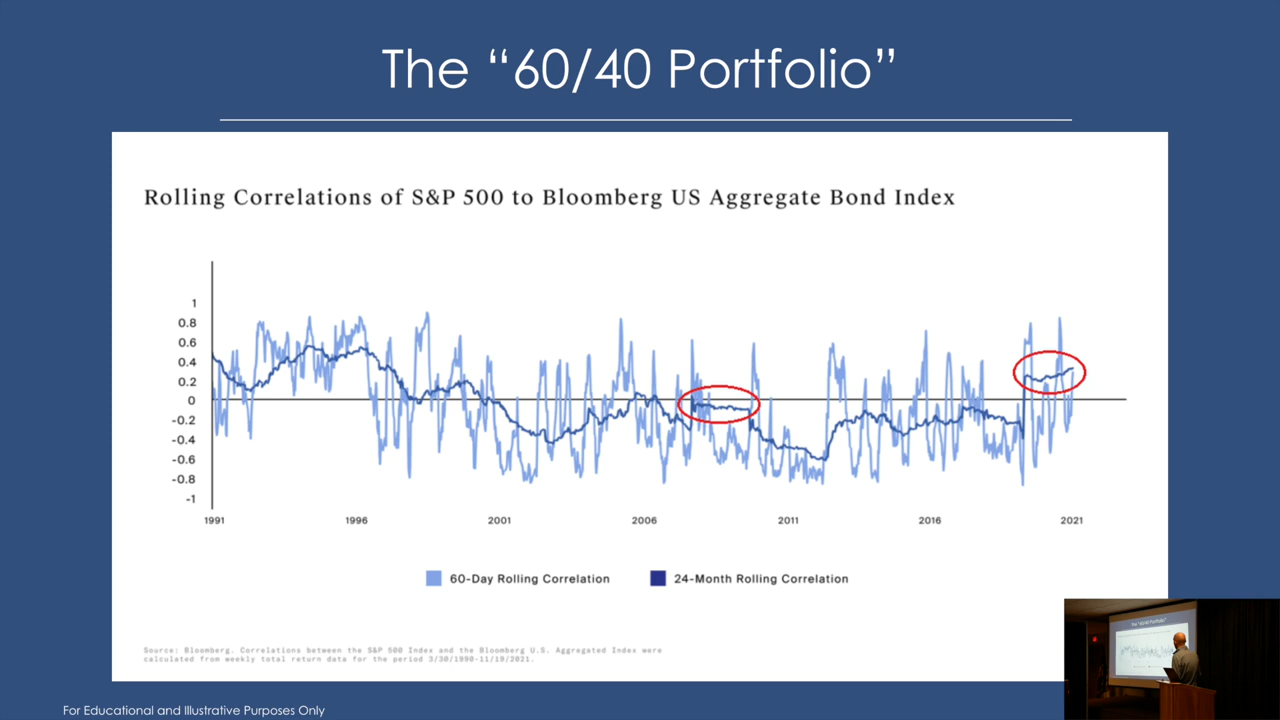 The “60/40 Portfolio”
Rolling Correlations of S&P 500 to Bloomberg US Aggregate Bond Index
1
0.8
0.6
0.4
0.2
0
-0.2
-0.4
-0.6
-0.8
-1
1991 1996 2001 2006 2011 2016 2021
60-Day Rolling Correlation 24-Month Rolling Correlation
Source: Bloomberg. Correlations between the S&P 500 Index and the Bloomberg U.S. Aggregated Index were
calculated from weekly total return data for the period 3/30/1990-11/19/2021.
The “60/40 Portfolio”
For Educational and Illustrative Purposes Only